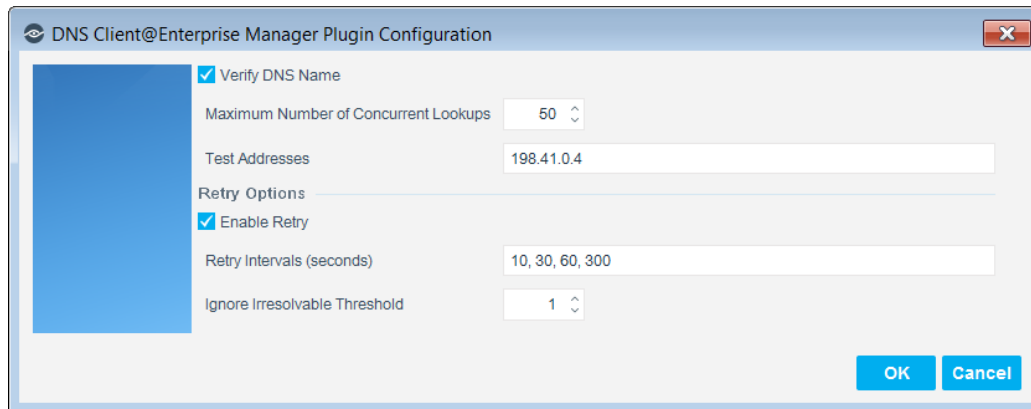 DNS Client@Enterprise Manager Plugin Configuration
Verify DNS Name
Maximum Number of Concurrent Lookups 50
Test Addresses 198.41.0.4
Retry Options
Enable Retry
Retry Intervals (seconds) 10, 30, 60, 300
Ignore Irresolvable Threshold 1
OK Cancel